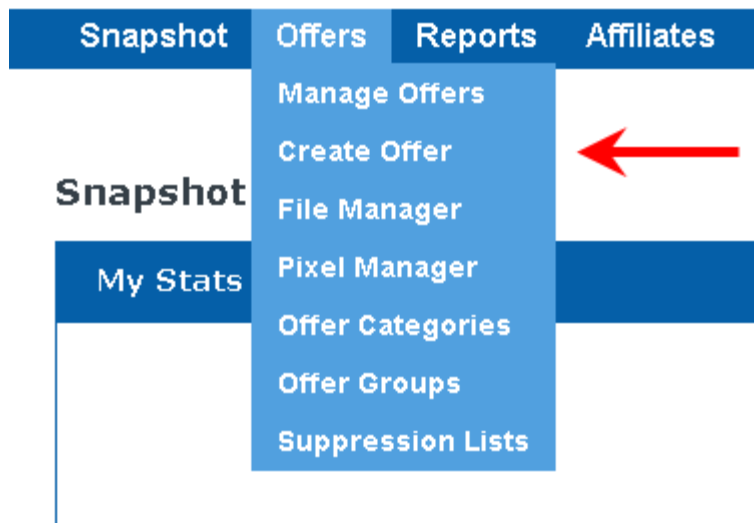 Snapshot Offers Reports Affiliates
Manage Offers
Create Offer
Snapshot
File Manager
Pixel Manager
My Stats
Offer Categories
Offer Groups
Suppression Lists